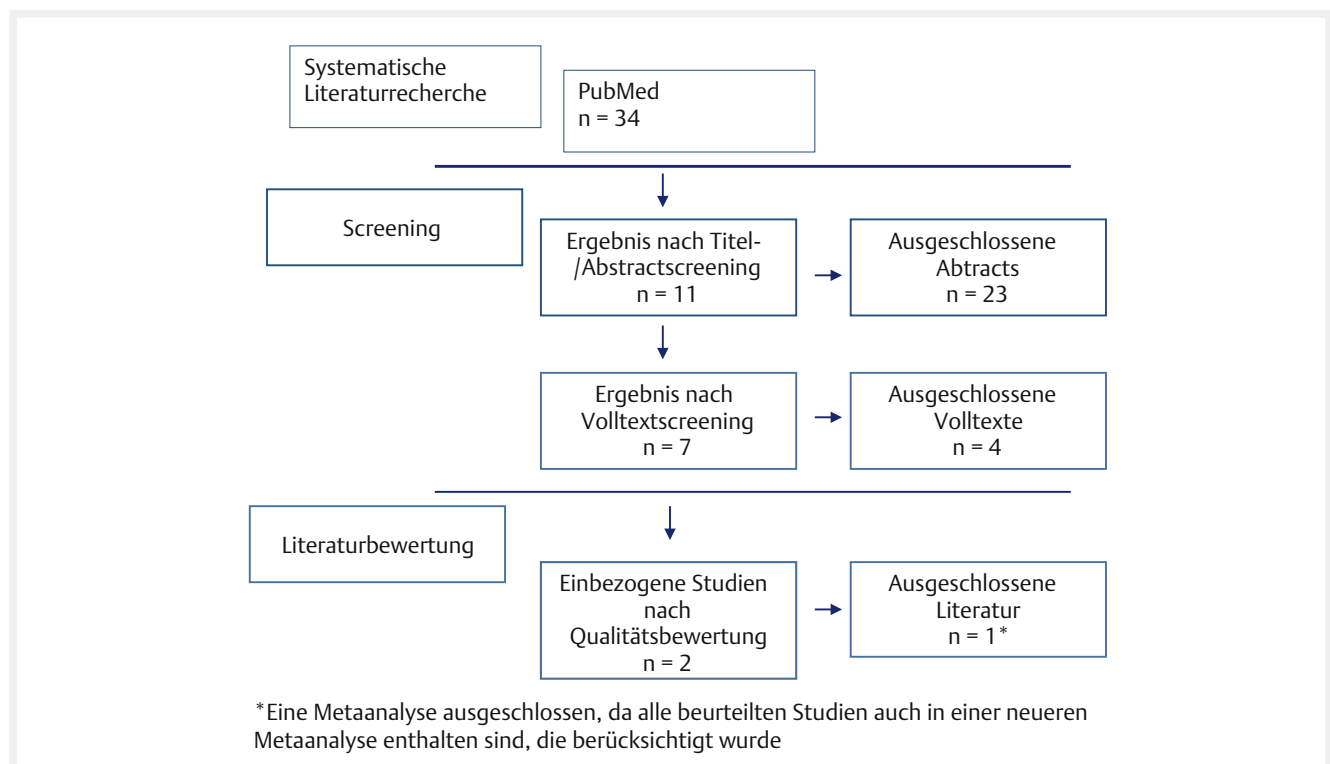 Systematische
Literaturrecherche
PubMed
n = 34
Screening
Ergebnis nach Titel-
/Abstractscreening
n = 11
Ausgeschlossene
Abtracts
n = 23
Ergebnis nach
Volltextscreening
n = 7
Ausgeschlossene
Volltexte
n = 4
Literaturbewertung
Einbezogene Studien
nach
Qualitätsbewertung
n = 2
Ausgeschlossene
Literatur
n = 1*
*Eine Metaanalyse ausgeschlossen, da alle beurteilten Studien auch in einer neueren
Metaanalyse enthalten sind, die berücksichtigt wurde